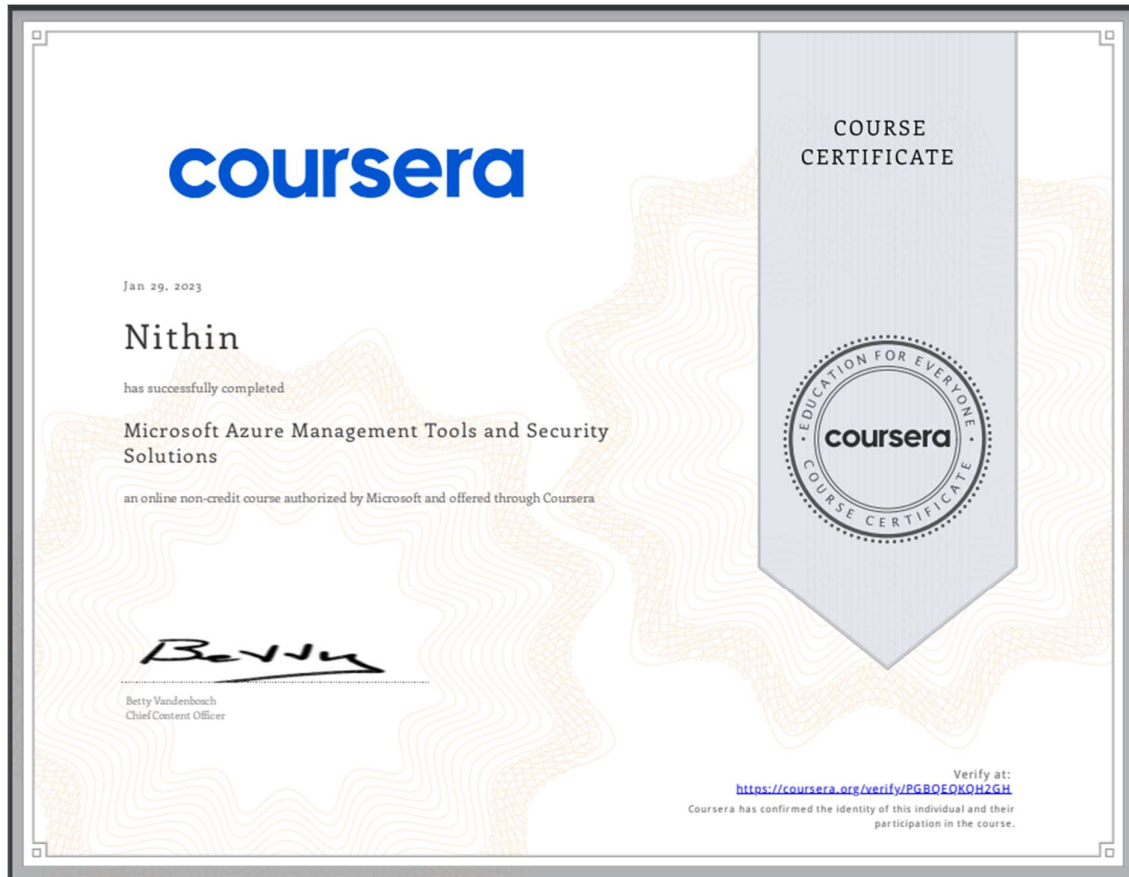 coursera
COURSE
CERTIFICATE
Jan 29, 2023
Nithin
has successfully completed
Microsoft Azure Management Tools and Security
Solutions
an online non-credit course authorized by Microsoft and offered through Coursera
EDUCATION FOR EVERYONE
coursera
COURSE CERTIFICATE
Betty
Betty Vandenbosch
Chief Content Officer
Verify at:
https://coursera.org/verify/PGBQEQKQH2GH
Coursera has confirmed the identity of this individual and their
participation in the course.